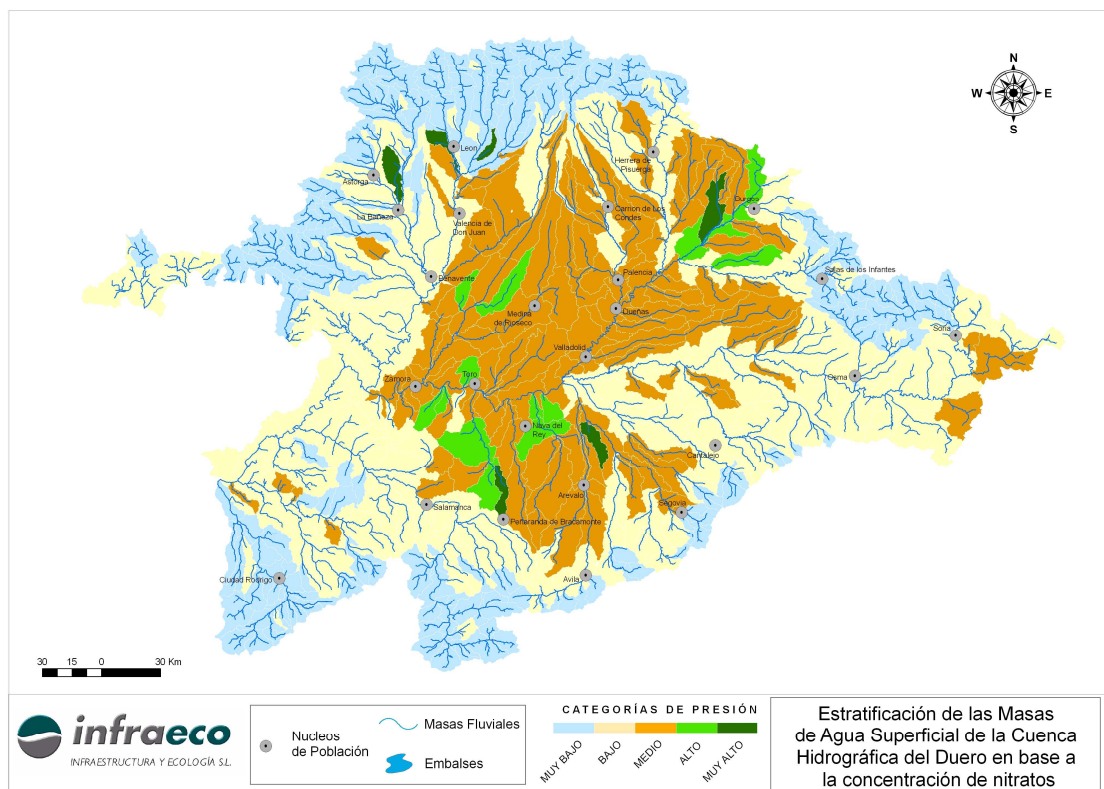 N
W E
S
Leon
Herrera de
Pisuerga
Astorga
La Bañeza
Valencia de
Don Juan
Carrion de Los
Condes
Burgos
Benavente
Palencia
Salas de los Infantes
Medina
de Rioseco
Dueñas
Soria
Valladolid
Zamora
Toro
Osma
Nava del
Rey
Cantalejo
Arevalo
Salamanca
Segovia
Peñaranda de Bracamonte
Ciudad Rodrigo
Avila
30 15 0 30 Km
infraeco
INFRAESTRUCTURA Y ECOLOGÍA S.L.
Núcleos
de Población
Masas Fluviales
Embalses
CATEGORÍAS DE PRESIÓN
MUY BAJO
BAJO
MEDIO
ALTO
MUY ALTO
Estratificación de las Masas
de Agua Superficial de la Cuenca
Hidrográfica del Duero en base a
la concentración de nitratos